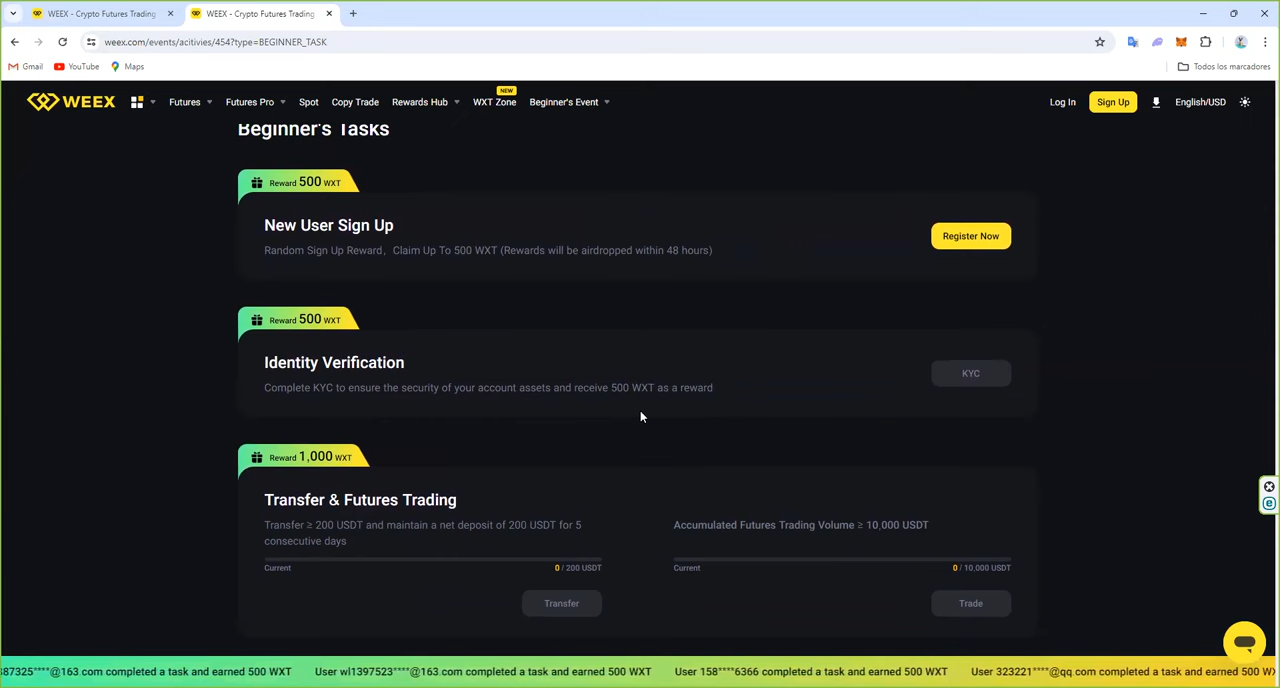 WEEX - Crypto Futures Trading
WEEX - Crypto Futures Trading
weex.com/events/acitivies/454?type=BEGINNER_TASK
Gmail YouTube Maps Todos los marcadores
WEEX Futures Futures Pro Spot Copy Trade Rewards Hub WXT Zone NEW Beginner's Event Log In Sign Up English/USD
Beginner's Tasks
Reward 500 WXT
New User Sign Up
Random Sign Up Reward, Claim Up To 500 WXT (Rewards will be airdropped within 48 hours)
Register Now
Reward 500 WXT
Identity Verification
Complete KYC to ensure the security of your account assets and receive 500 WXT as a reward
KYC
Reward 1,000 WXT
Transfer & Futures Trading
Transfer ≥ 200 USDT and maintain a net deposit of 200 USDT for 5
consecutive days
Current 0 / 200 USDT
Transfer
Accumulated Futures Trading Volume ≥ 10,000 USDT
Current 0 / 10,000 USDT
Trade
387325****@163.com completed a task and earned 500 WXT User wl1397523****@163.com completed a task and earned 500 WXT User 158****6366 completed a task and earned 500 WXT User 323221****@qq.com completed a task and earned 500 WX